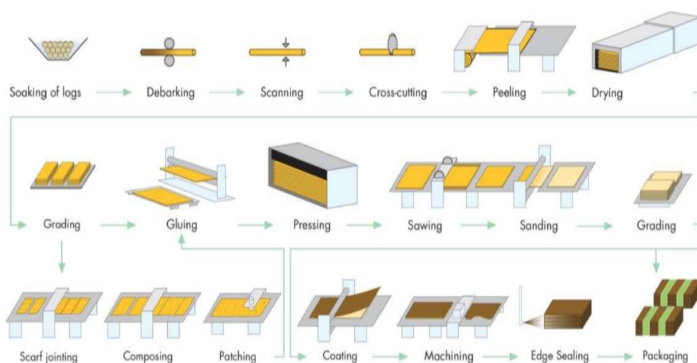 Soaking of logs
Debarking
Scanning
Cross-cutting
Peeling
Drying
Grading
Gluing
Pressing
Sawing
Sanding
Grading
Scarf jointing
Composing
Patching
Coating
Machining
Edge Sealing
Packaging